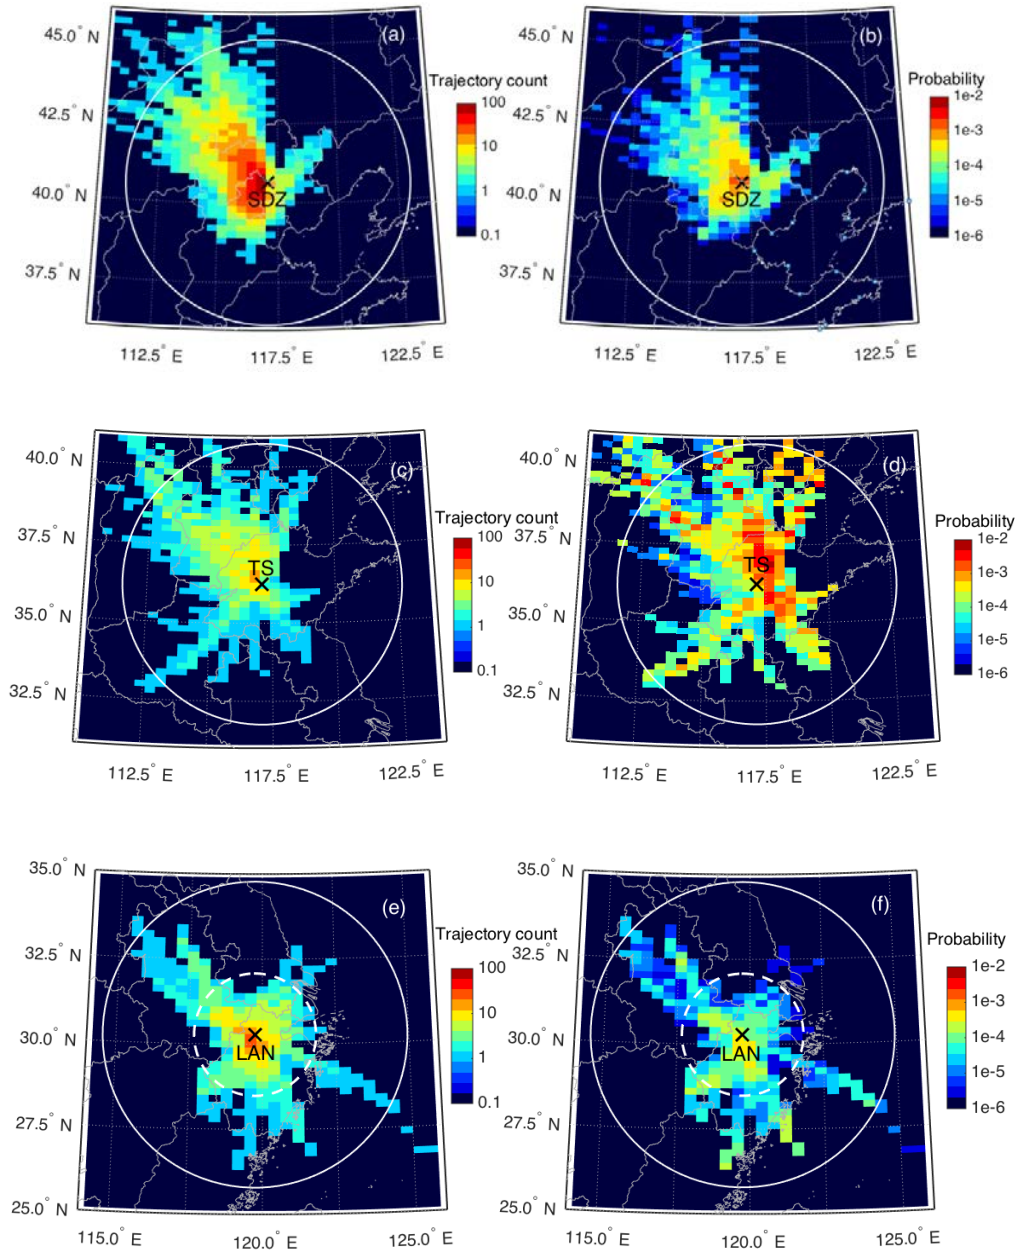 45.0° N
42.5° N
40.0° N
37.5° N
112.5° E
117.5° E
122.5° E
(a)
SDZ
Trajectory count
100
10
1
0.1
45.0° N
42.5° N
40.0° N
37.5° N
112.5° E
117.5° E
122.5° E
(b)
SDZ
Probability
1e-2
1e-3
1e-4
1e-5
1e-6
40.0° N
37.5° N
35.0° N
32.5° N
112.5° E
117.5° E
122.5° E
(c)
TS
Trajectory count
100
10
1
0.1
40.0° N
37.5° N
35.0° N
32.5° N
112.5° E
117.5° E
122.5° E
(d)
TS
Probability
1e-2
1e-3
1e-4
1e-5
1e-6
35.0° N
32.5° N
30.0° N
27.5° N
25.0° N
115.0° E
120.0° E
125.0° E
(e)
LAN
Trajectory count
100
10
1
0.1
35.0° N
32.5° N
30.0° N
27.5° N
25.0° N
115.0° E
120.0° E
125.0° E
(f)
LAN
Probability
1e-2
1e-3
1e-4
1e-5
1e-6